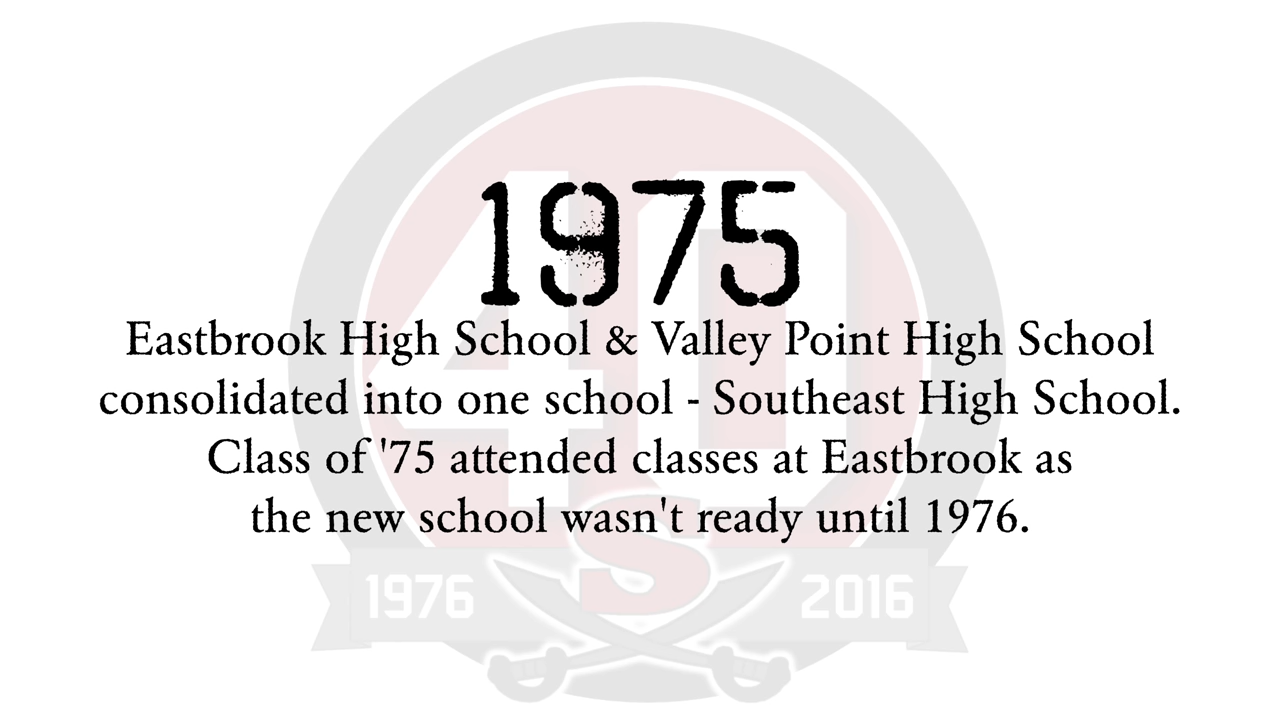 1975
Eastbrook High School & Valley Point High School
consolidated into one school - Southeast High School.
Class of '75 attended classes at Eastbrook as
the new school wasn't ready until 1976.
40
S
1976
2016